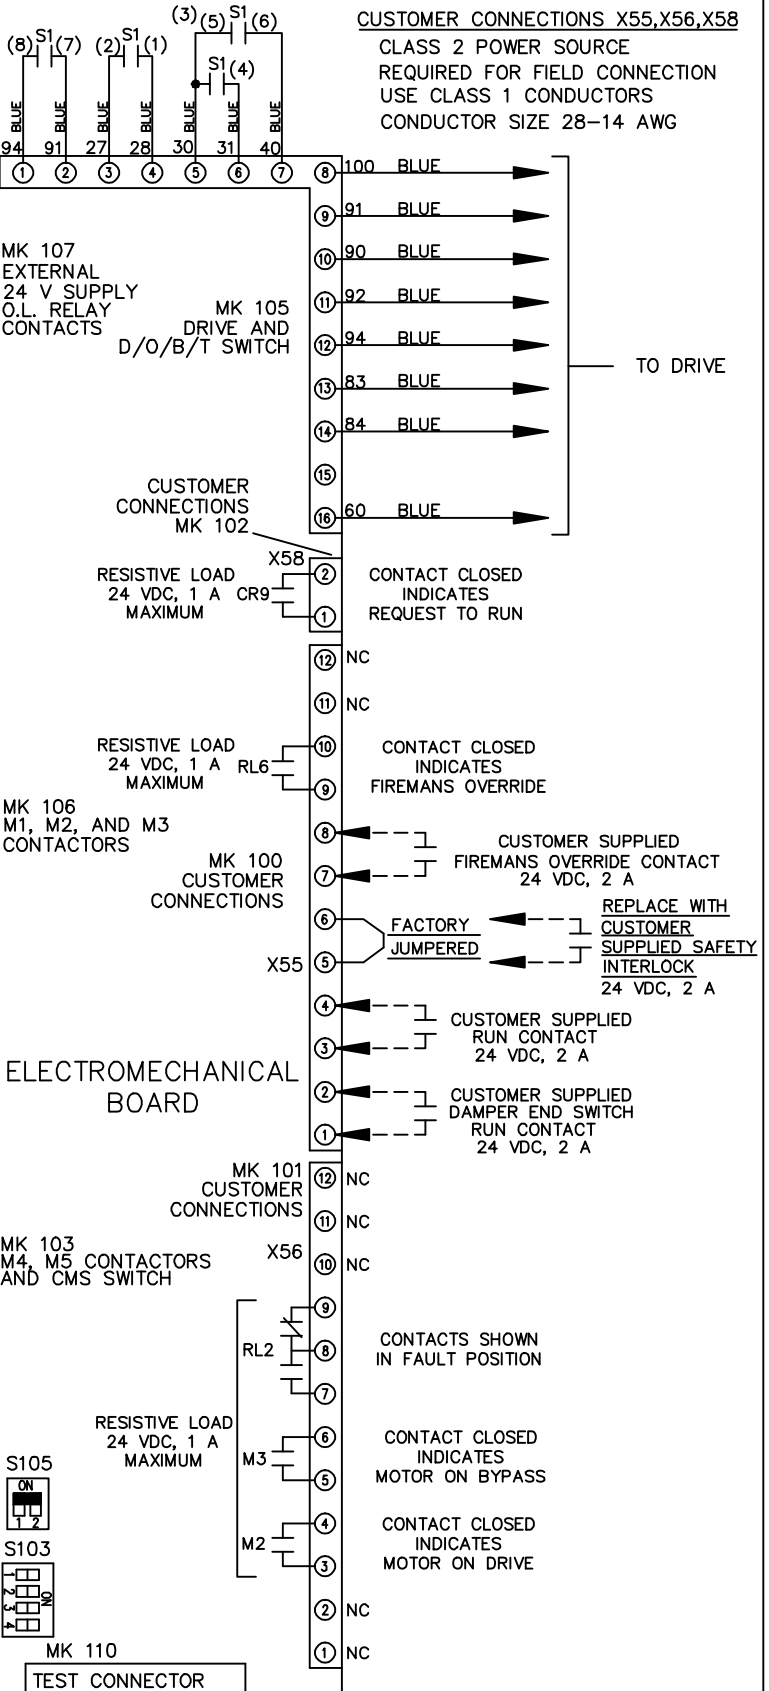 CUSTOMER CONNECTIONS X55,X56,X58
CLASS 2 POWER SOURCE
REQUIRED FOR FIELD CONNECTION
USE CLASS 1 CONDUCTORS
CONDUCTOR SIZE 28–14 AWG
(8) S1 (7)
(2) S1 (1)
(3) (5) S1 (6)
S1 (4)
BLUE BLUE BLUE BLUE BLUE BLUE BLUE
94 91 27 28 30 31 40
1 2 3 4 5 6 7
8 100 BLUE
9 91 BLUE
10 90 BLUE
11 92 BLUE
12 94 BLUE
13 83 BLUE
14 84 BLUE
15
16 60 BLUE
TO DRIVE
MK 107
EXTERNAL
24 V SUPPLY
O.L. RELAY
CONTACTS
MK 105
DRIVE AND
D/O/B/T SWITCH
CUSTOMER
CONNECTIONS
MK 102
X58
2
1
RESISTIVE LOAD
24 VDC, 1 A
MAXIMUM
CR9
CONTACT CLOSED
INDICATES
REQUEST TO RUN
12 NC
11 NC
10
9
RESISTIVE LOAD
24 VDC, 1 A
MAXIMUM
RL6
CONTACT CLOSED
INDICATES
FIREMANS OVERRIDE
MK 106
M1, M2, AND M3
CONTACTORS
MK 100
CUSTOMER
CONNECTIONS
8
7
CUSTOMER SUPPLIED
FIREMANS OVERRIDE CONTACT
24 VDC, 2 A
6
5
X55
FACTORY
JUMPERED
REPLACE WITH
CUSTOMER
SUPPLIED SAFETY
INTERLOCK
24 VDC, 2 A
4
3
CUSTOMER SUPPLIED
RUN CONTACT
24 VDC, 2 A
ELECTROMECHANICAL
BOARD
2
1
CUSTOMER SUPPLIED
DAMPER END SWITCH
RUN CONTACT
24 VDC, 2 A
MK 101
CUSTOMER
CONNECTIONS
X56
12 NC
11 NC
10 NC
MK 103
M4, M5 CONTACTORS
AND CMS SWITCH
9
8
7
RL2
CONTACTS SHOWN
IN FAULT POSITION
RESISTIVE LOAD
24 VDC, 1 A
MAXIMUM
6
5
M3
CONTACT CLOSED
INDICATES
MOTOR ON BYPASS
4
3
M2
CONTACT CLOSED
INDICATES
MOTOR ON DRIVE
2 NC
1 NC
S105
ON
1 2
S103
1
2
3
4
ON
MK 110
TEST CONNECTOR